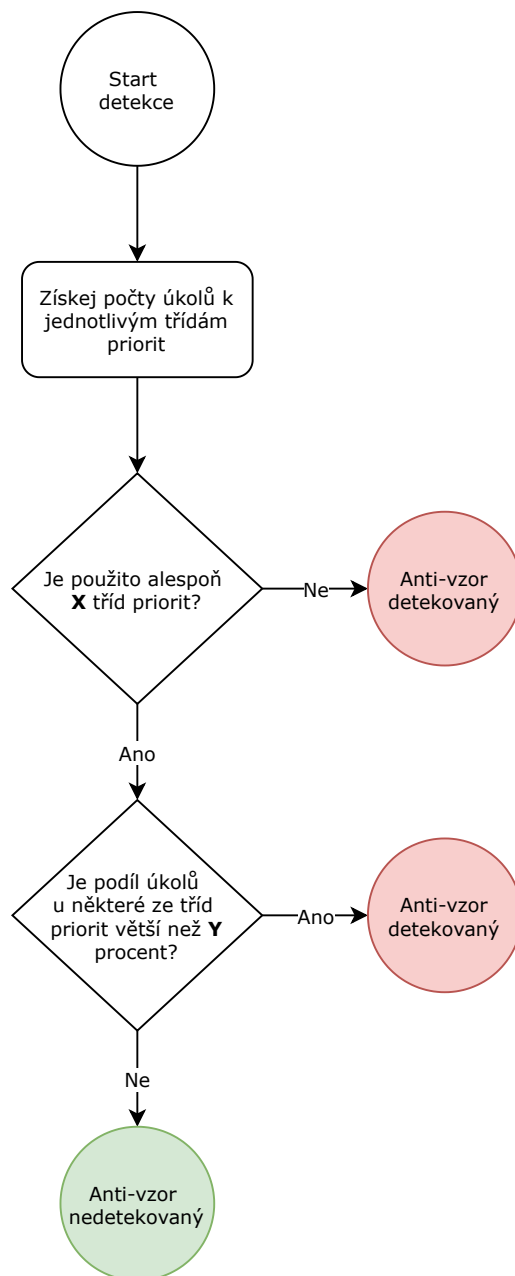 Start
detekce
Získej počty úkolů k
jednotlivým třídám
priorit
Je použito alespoň
X tříd priorit?
Ne
Anti-vzor
detekovaný
Ano
Je podíl úkolů
u některé ze tříd
priorit větší než Y
procent?
Ano
Anti-vzor
detekovaný
Ne
Anti-vzor
nedetekovaný